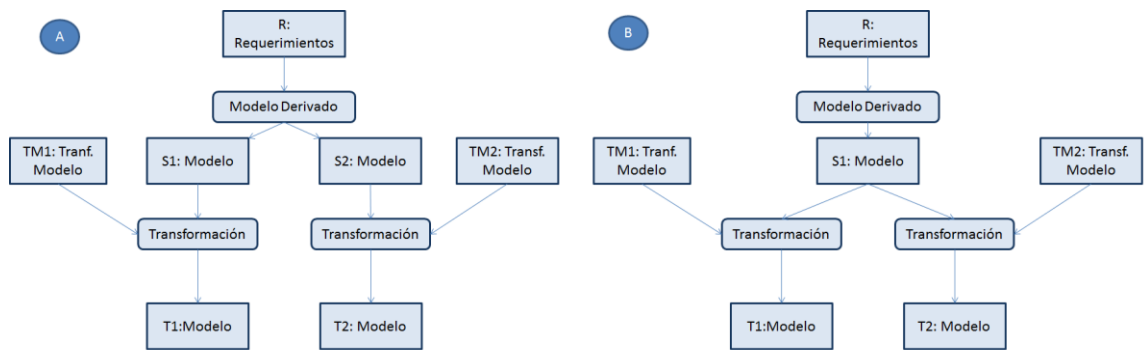 A
R:
Requerimientos
Modelo Derivado
TM1: Tranf.
Modelo
S1: Modelo
S2: Modelo
TM2: Transf.
Modelo
Transformación
Transformación
T1:Modelo
T2: Modelo
B
R:
Requerimientos
Modelo Derivado
TM1: Tranf.
Modelo
S1: Modelo
TM2: Transf.
Modelo
Transformación
Transformación
T1:Modelo
T2: Modelo